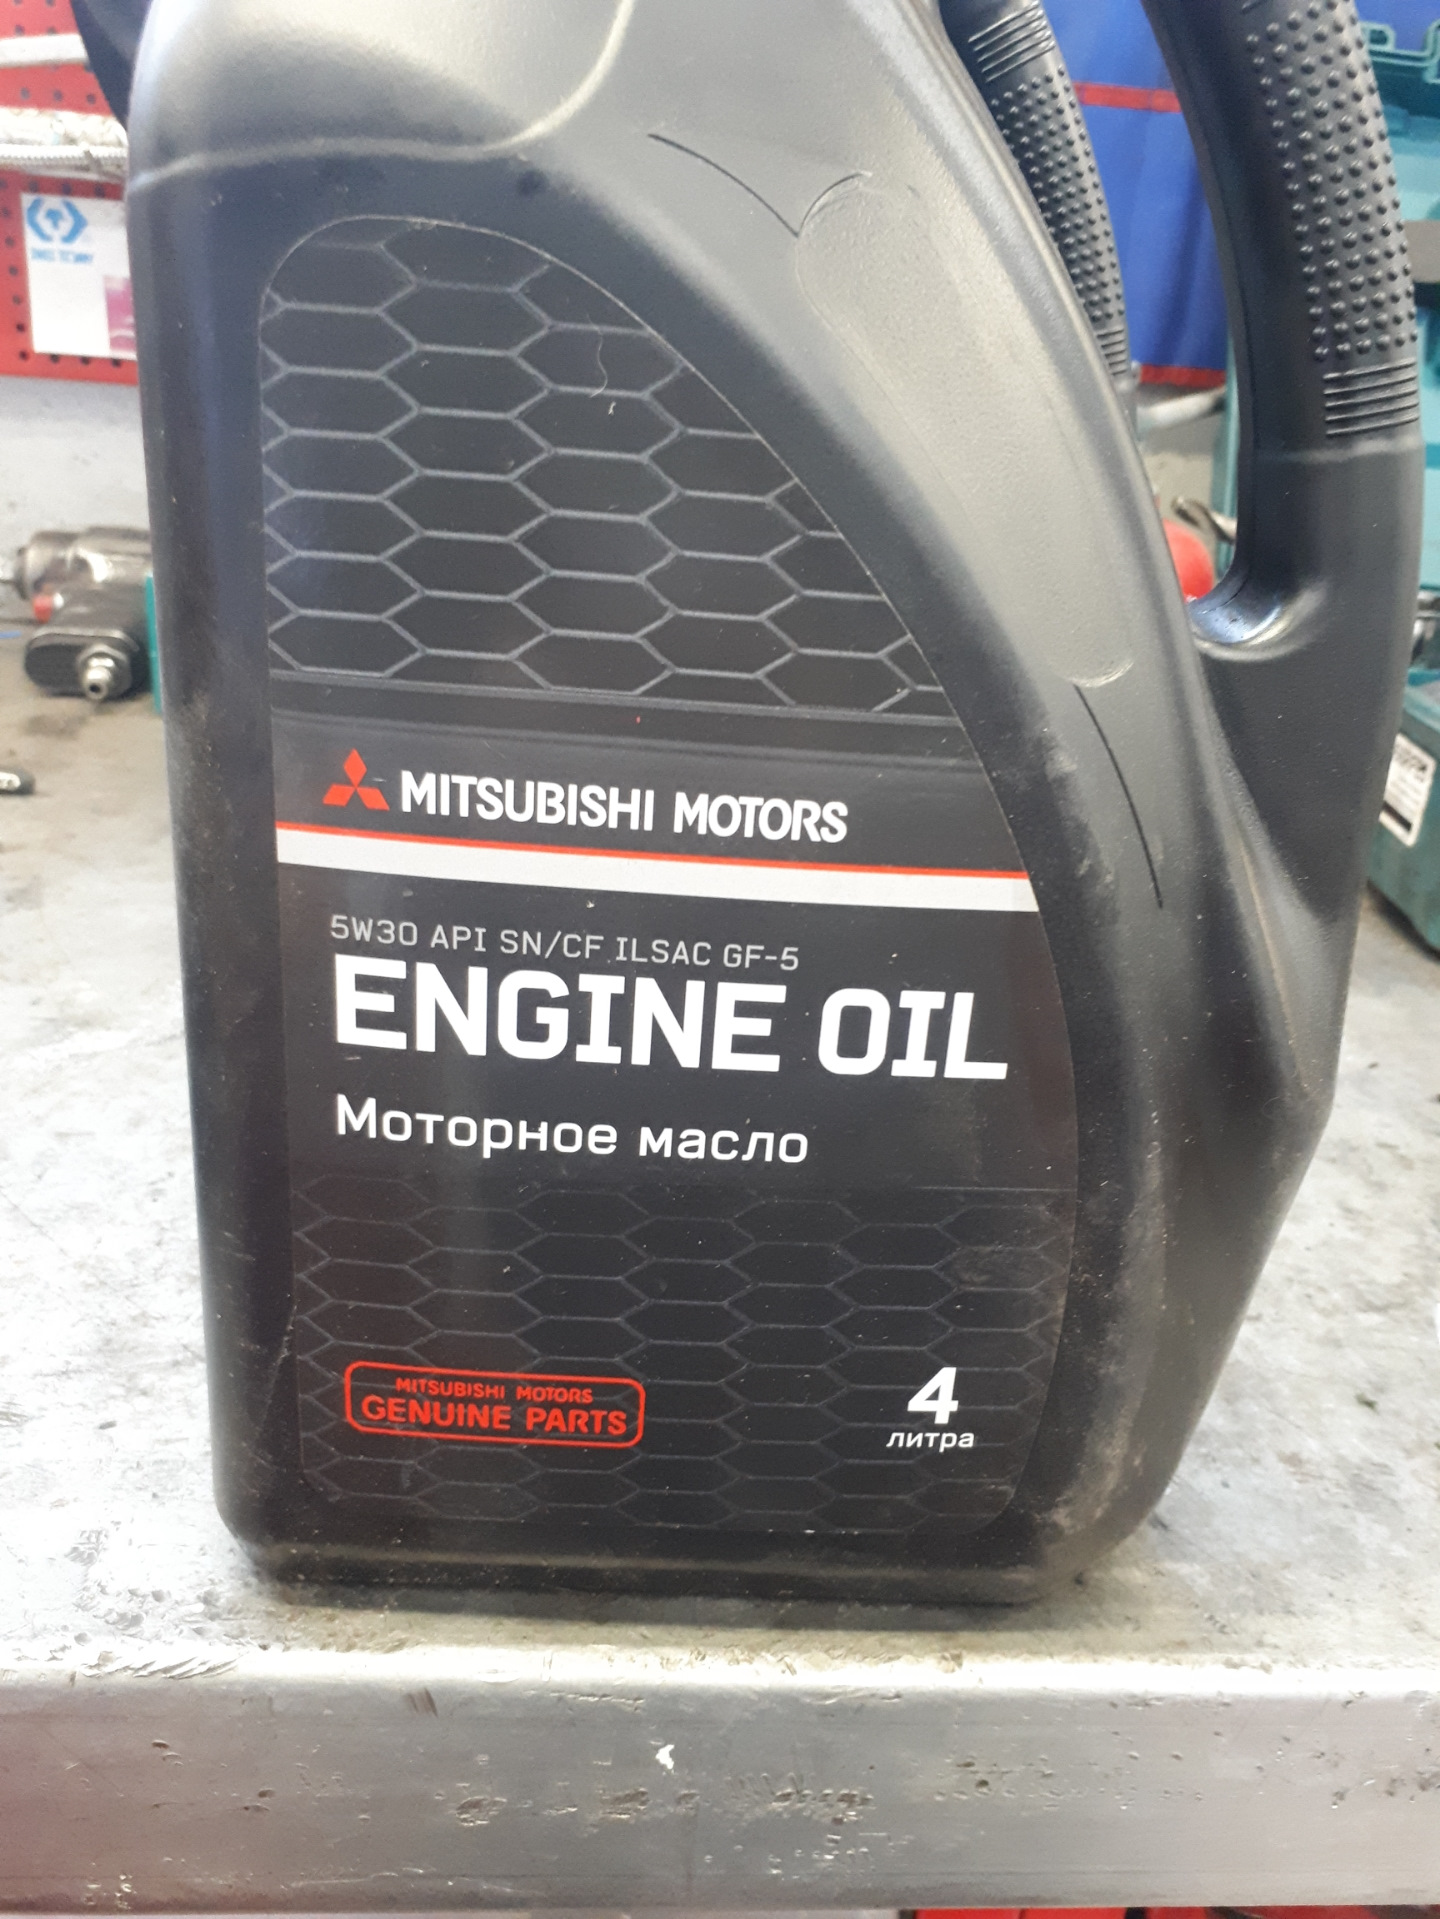 MITSUBISHI MOTORS
5W30 API SN/CF ILSAC GF-5
ENGINE OIL
Моторное масло
MITSUBISHI MOTORS
GENUINE PARTS
4
литра